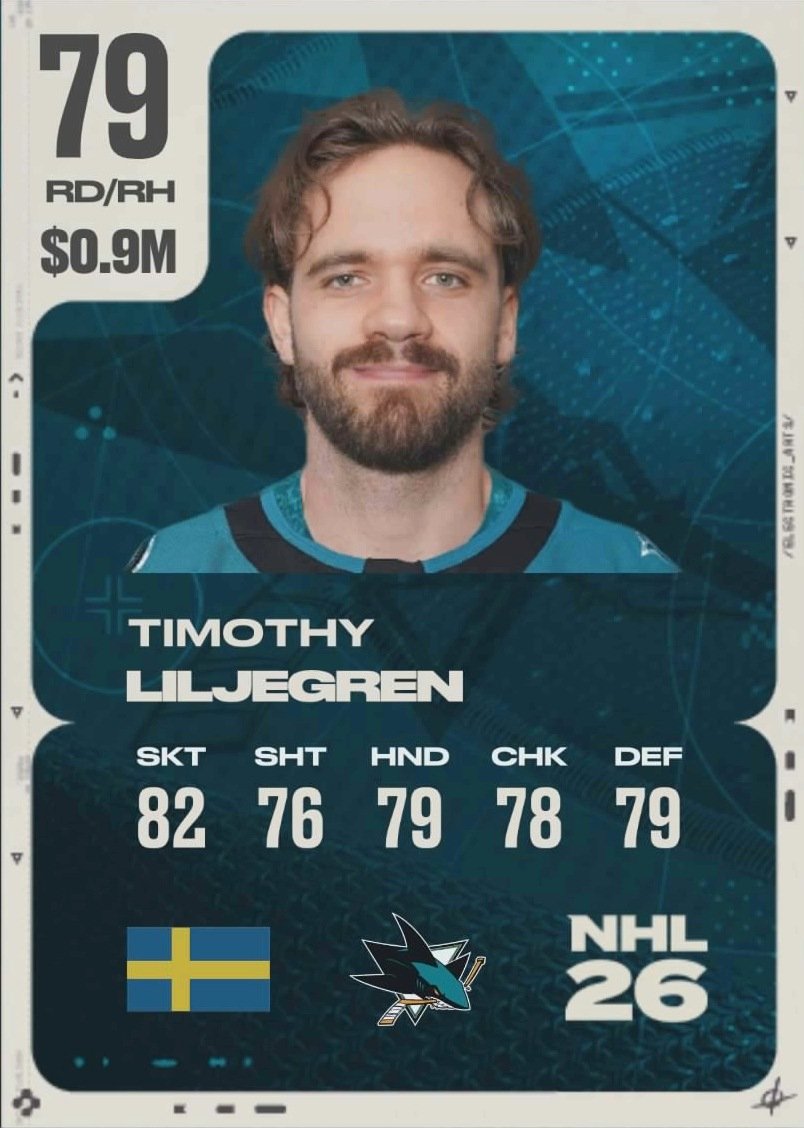 79
RD/RH
$0.9M
/ELECTRONIC_ARTS/
TIMOTHY
LILJEGREN
SKT SHT HND CHK DEF
82 76 79 78 79
NHL
26